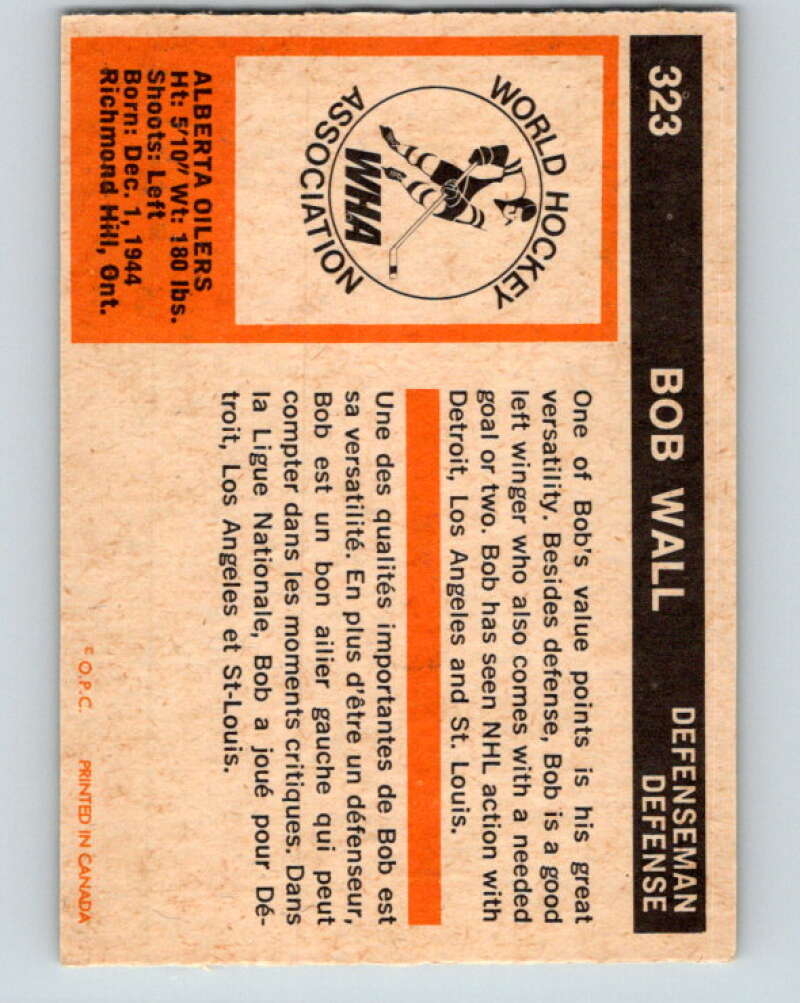 323
BOB WALL
DEFENSEMAN
DEFENSE
WORLD HOCKEY
ASSOCIATION
WHA
ALBERTA OILERS
Ht: 5'10" Wt: 180 lbs.
Shoots: Left
Born: Dec. 1, 1944
Richmond Hill, Ont.
One of Bob's value points is his great
versatility. Besides defense, Bob is a good
left winger who also comes with a needed
goal or two. Bob has seen NHL action with
Detroit, Los Angeles and St. Louis.
Une des qualités importantes de Bob est
sa versatilité. En plus d'être un défenseur,
Bob est un bon ailier gauche qui peut
compter dans les moments critiques. Dans
la Ligue Nationale, Bob a joué pour Dé-
troit, Los Angeles et St-Louis.
© O.P.C. PRINTED IN CANADA